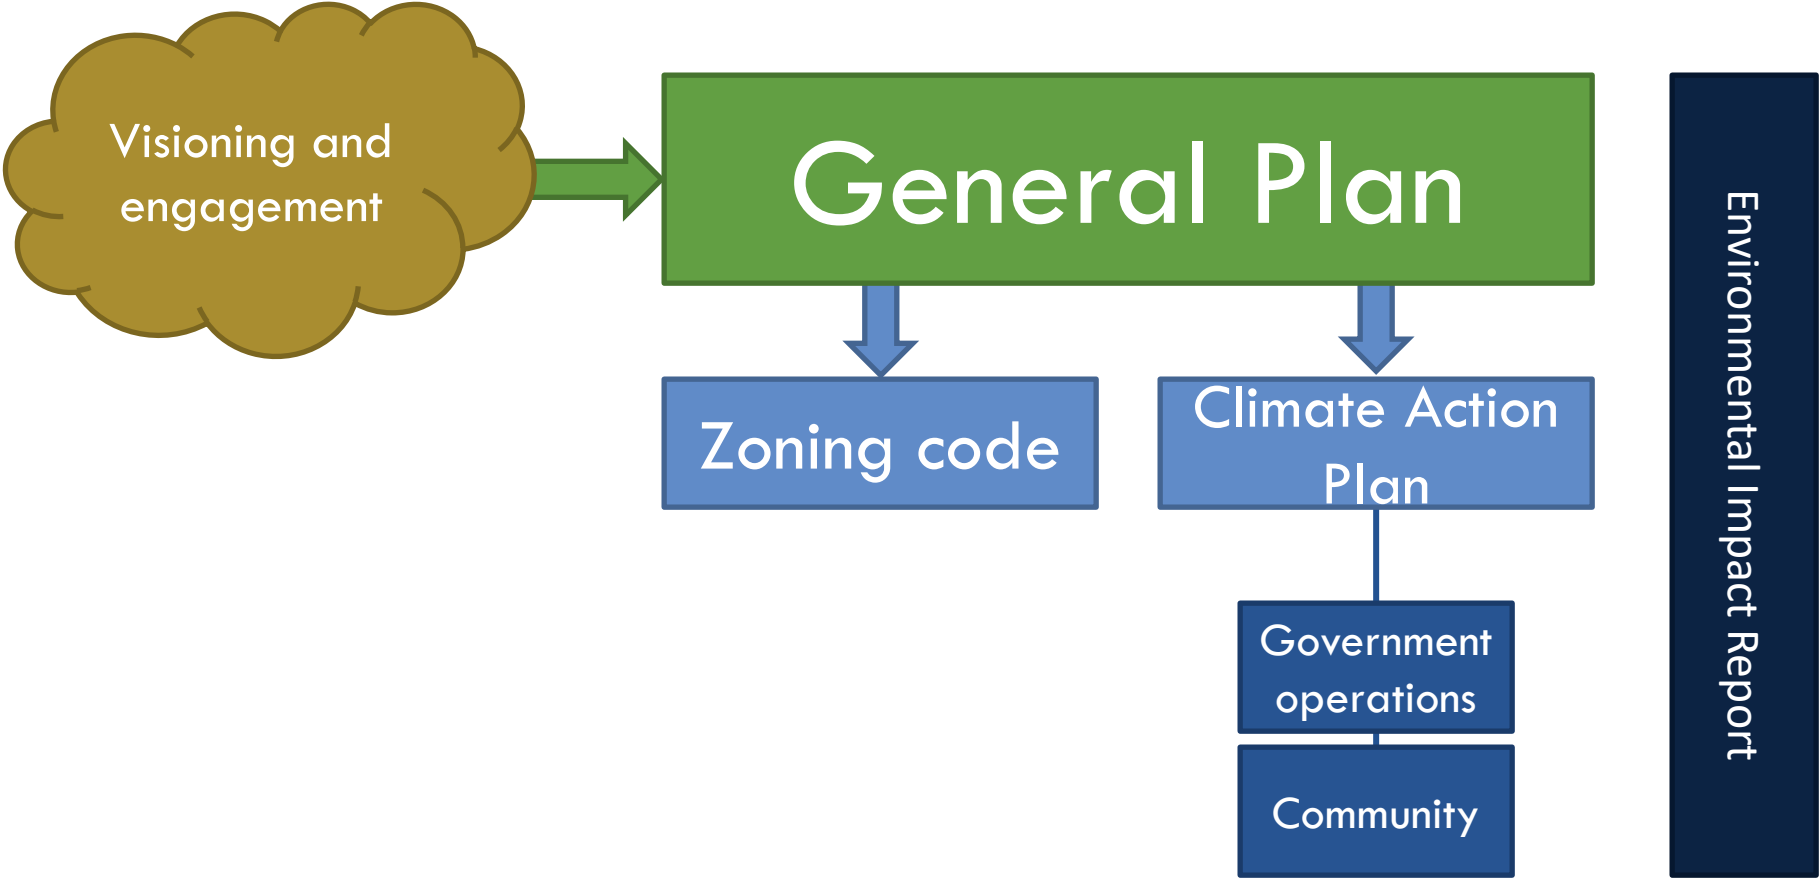 Visioning and
engagement
General Plan
Zoning code
Climate Action
Plan
Government
operations
Community
Environmental Impact Report